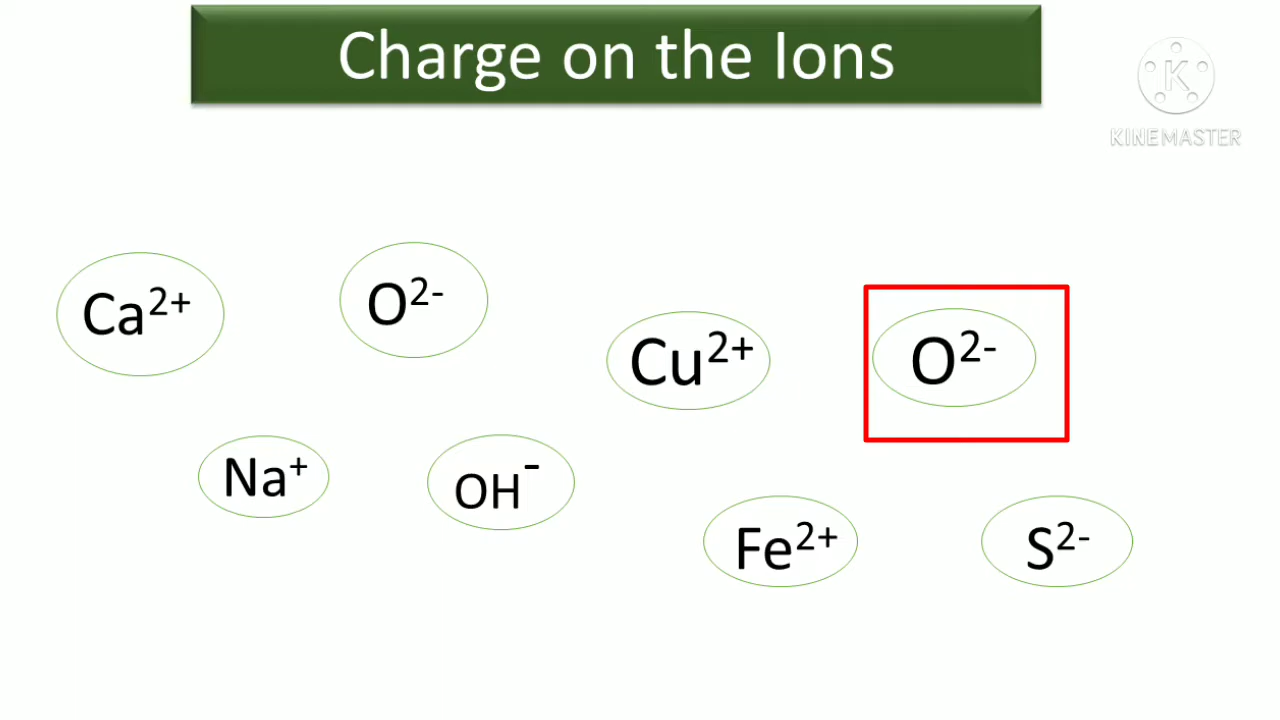 Charge on the Ions
K
KINEMASTER
Ca²⁺
O²⁻
Cu²⁺
O²⁻
Na⁺
OH⁻
Fe²⁺
S²⁻